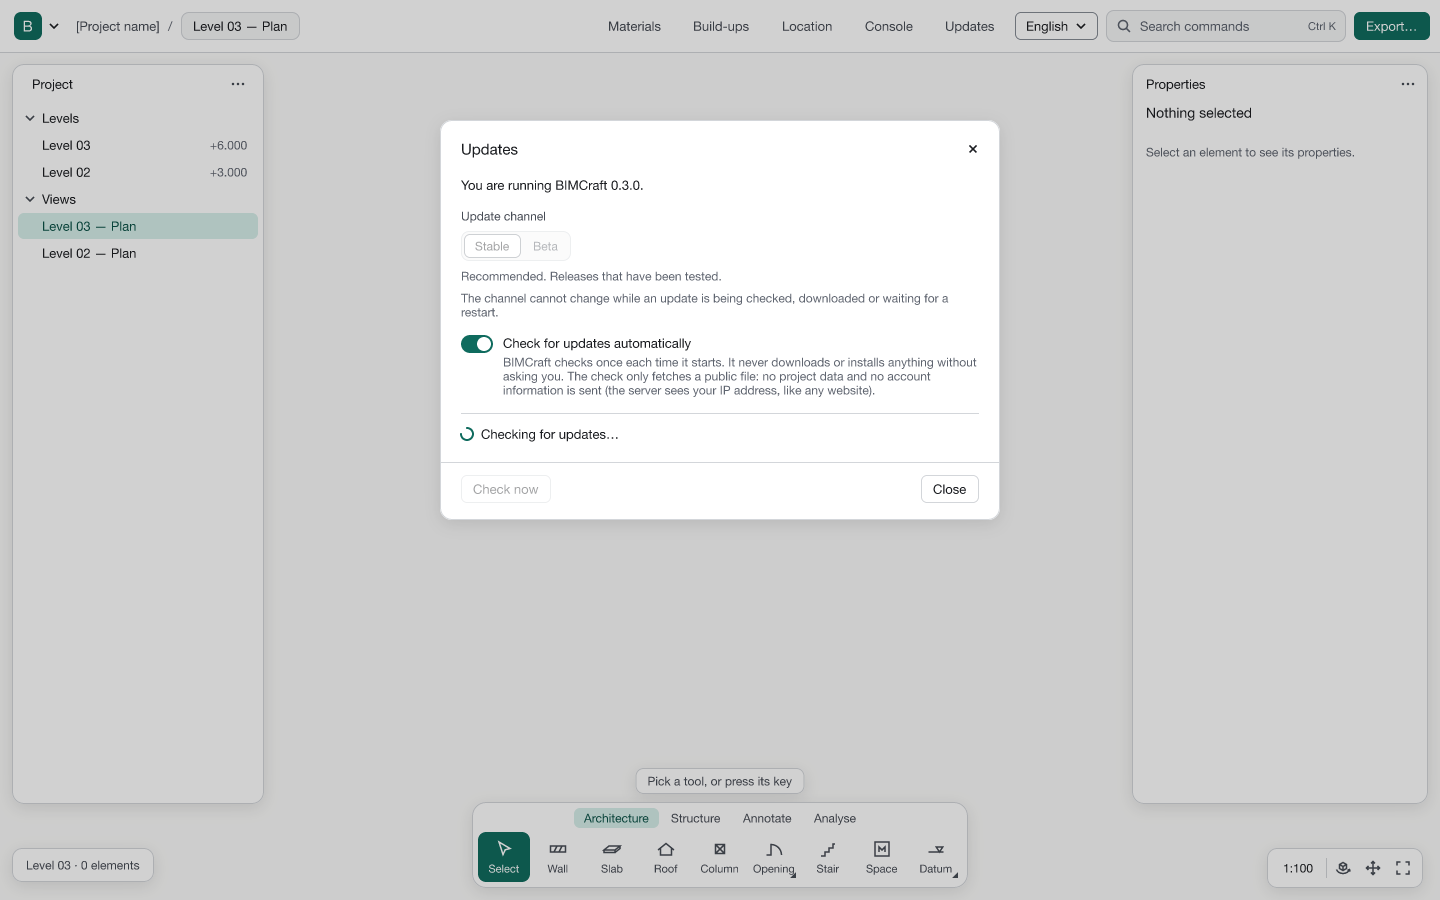 B
[Project name] /
Level 03 — Plan
Materials
Build-ups
Location
Console
Updates
English
Search commands
Ctrl K
Export...
Project
Levels
Level 03
+6.000
Level 02
+3.000
Views
Level 03 — Plan
Level 02 — Plan
Updates
You are running BIMCraft 0.3.0.
Update channel
Stable
Beta
Recommended. Releases that have been tested.
The channel cannot change while an update is being checked, downloaded or waiting for a
restart.
Check for updates automatically
BIMCraft checks once each time it starts. It never downloads or installs anything without
asking you. The check only fetches a public file: no project data and no account
information is sent (the server sees your IP address, like any website).
Checking for updates...
Check now
Close
Properties
Nothing selected
Select an element to see its properties.
Pick a tool, or press its key
Architecture
Structure
Annotate
Analyse
Select
Wall
Slab
Roof
Column
Opening
Stair
Space
Datum
Level 03 · 0 elements
1:100